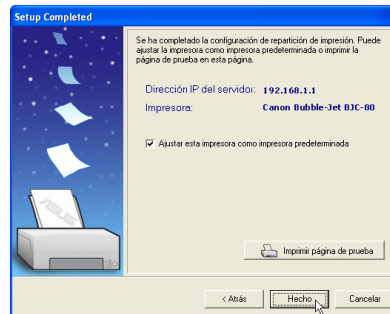 Setup Completed
Se ha completado la configuración de repartición de impresión. Puede
ajustar la impresora como impresora predeterminada o imprimir la
página de prueba en esta página.
Dirección IP del servidor: 192.168.1.1
Impresora: Canon Bubble-Jet BJC-80
Ajustar esta impresora como impresora predeterminada
ASUS
Imprimir página de prueba
< Atrás Hecho Cancelar